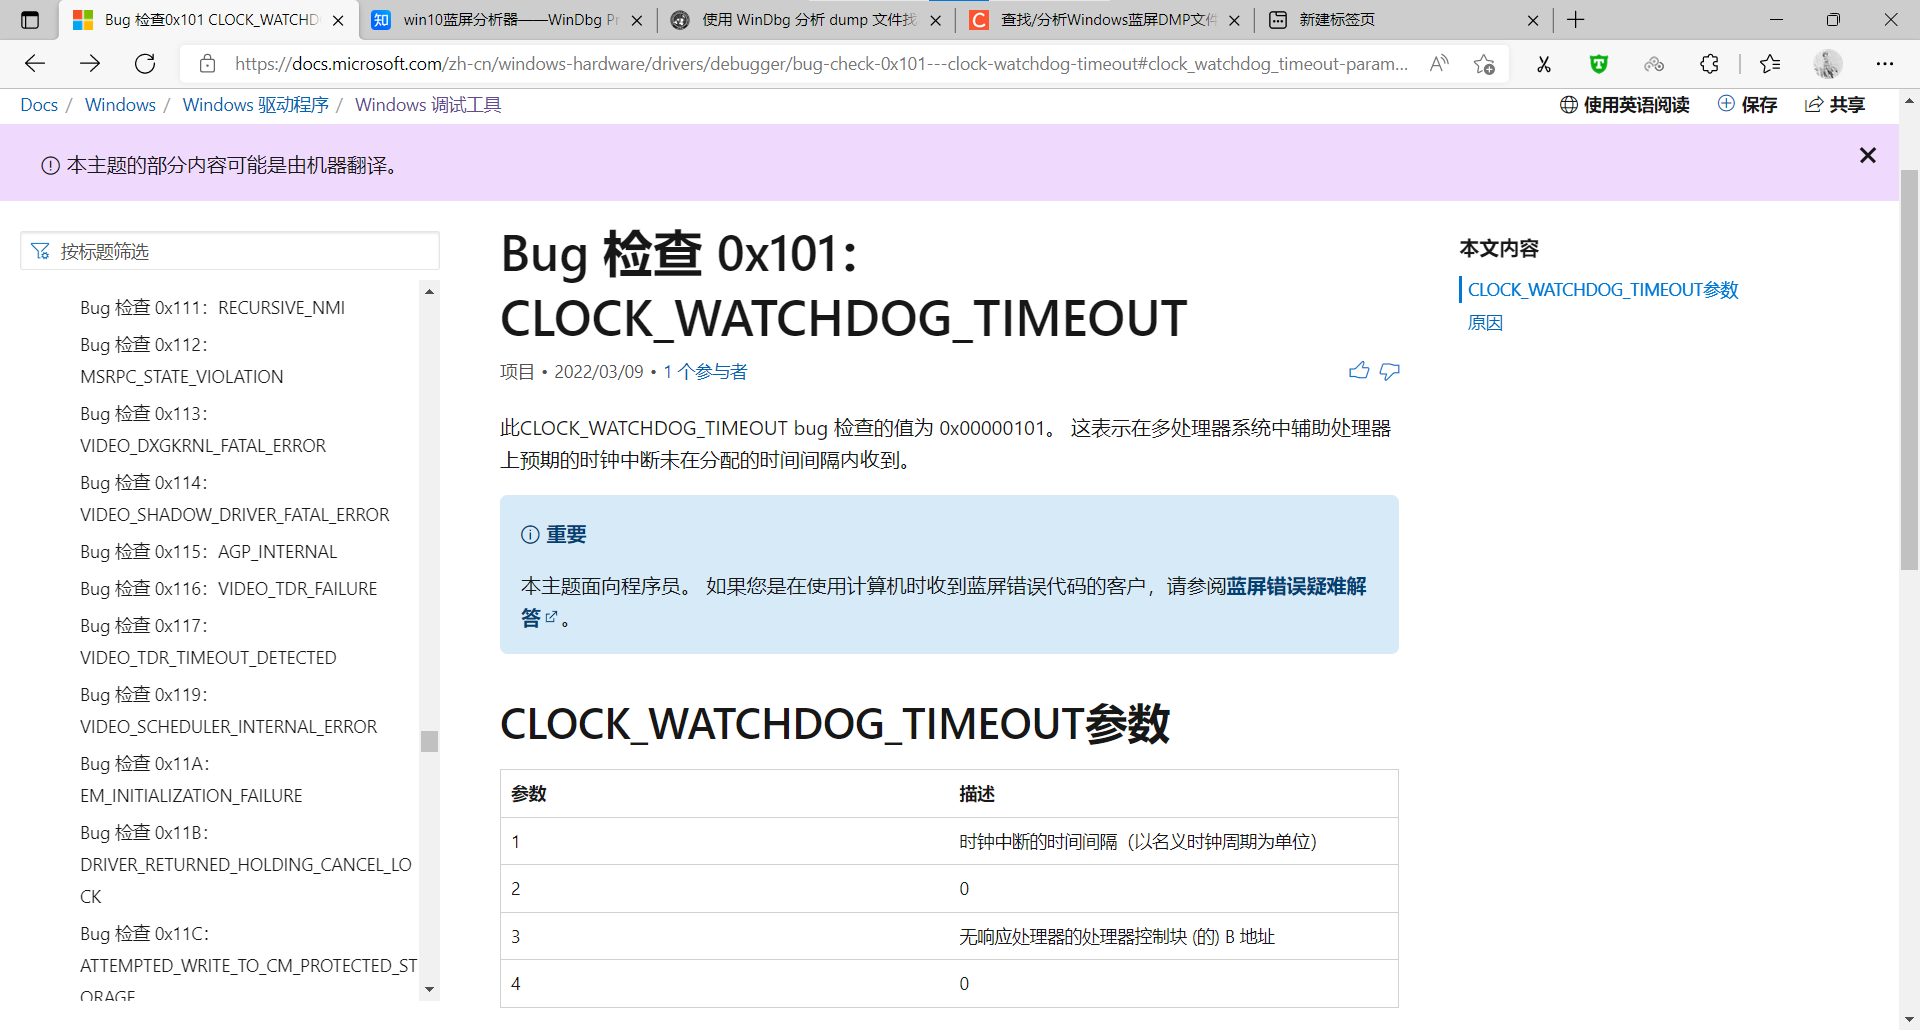 Bug 检查0x101 CLOCK_WATCHD
win10蓝屏分析器——WinDbg Pr
使用 WinDbg 分析 dump 文件找
查找/分析Windows蓝屏DMP文件
新建标签页
https://docs.microsoft.com/zh-cn/windows-hardware/drivers/debugger/bug-check-0x101---clock-watchdog-timeout#clock_watchdog_timeout-param...
Docs / Windows / Windows 驱动程序 / Windows 调试工具
使用英语阅读 保存 共享
本主题的部分内容可能是由机器翻译。
按标题筛选
Bug 检查 0x111：RECURSIVE_NMI
Bug 检查 0x112：
MSRPC_STATE_VIOLATION
Bug 检查 0x113：
VIDEO_DXGKRNL_FATAL_ERROR
Bug 检查 0x114：
VIDEO_SHADOW_DRIVER_FATAL_ERROR
Bug 检查 0x115：AGP_INTERNAL
Bug 检查 0x116：VIDEO_TDR_FAILURE
Bug 检查 0x117：
VIDEO_TDR_TIMEOUT_DETECTED
Bug 检查 0x119：
VIDEO_SCHEDULER_INTERNAL_ERROR
Bug 检查 0x11A：
EM_INITIALIZATION_FAILURE
Bug 检查 0x11B：
DRIVER_RETURNED_HOLDING_CANCEL_LO
CK
Bug 检查 0x11C：
ATTEMPTED_WRITE_TO_CM_PROTECTED_ST
ORAGE
Bug 检查 0x101：
CLOCK_WATCHDOG_TIMEOUT
项目 • 2022/03/09 • 1 个参与者
此CLOCK_WATCHDOG_TIMEOUT bug 检查的值为 0x00000101。 这表示在多处理器系统中辅助处理器
上预期的时钟中断未在分配的时间间隔内收到。
重要
本主题面向程序员。 如果您是在使用计算机时收到蓝屏错误代码的客户，请参阅蓝屏错误疑难解
答。
CLOCK_WATCHDOG_TIMEOUT参数
参数 描述
1 时钟中断的时间间隔（以名义时钟周期为单位）
2 0
3 无响应处理器的处理器控制块 (的) B 地址
4 0
本文内容
CLOCK_WATCHDOG_TIMEOUT参数
原因